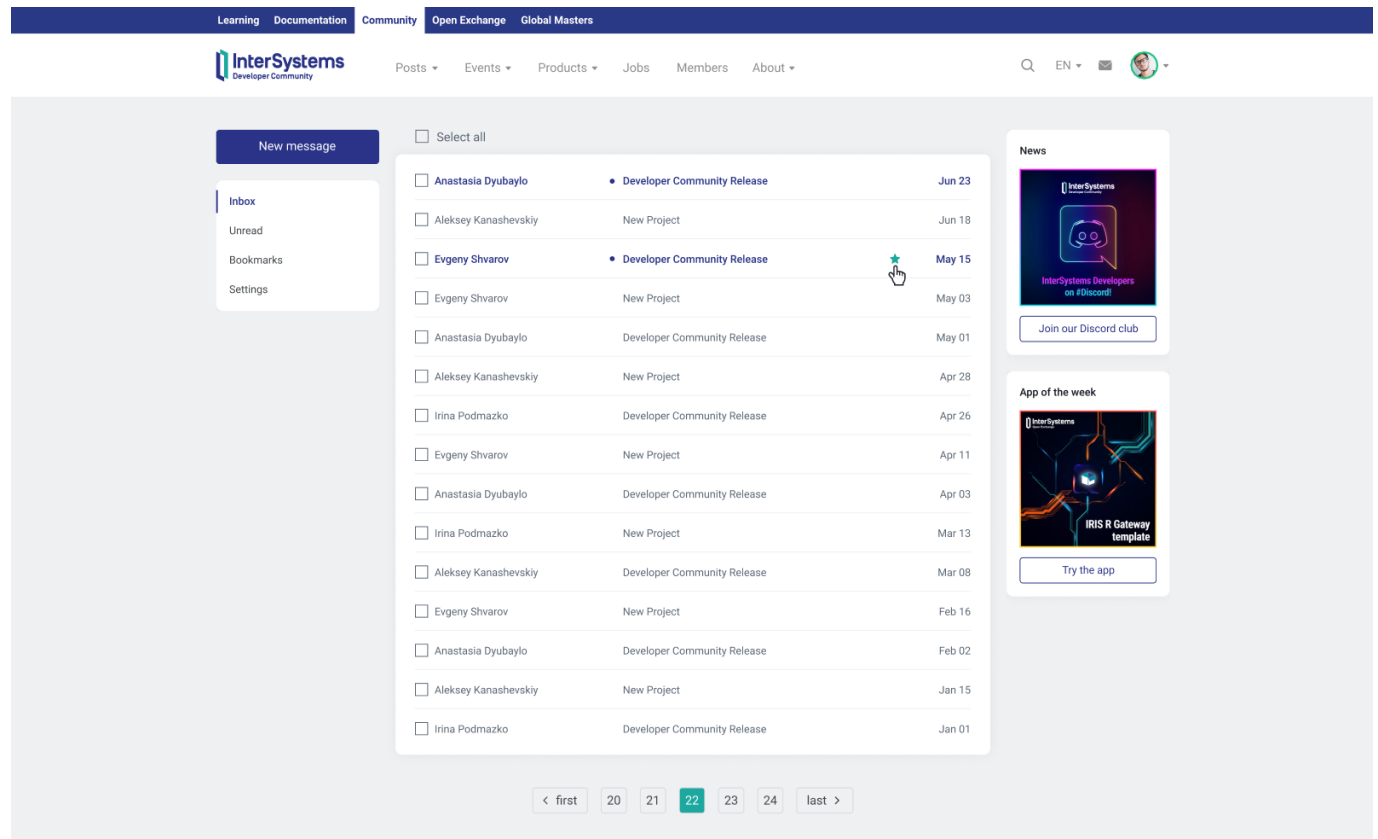 Learning Documentation Community Open Exchange Global Masters
InterSystems
Developer Community
Posts Events Products Jobs Members About EN
New message
Inbox
Unread
Bookmarks
Settings
Select all
Anastasia Dyubaylo • Developer Community Release Jun 23
Aleksey Kanashevskiy New Project Jun 18
Evgeny Shvarov • Developer Community Release May 15
Evgeny Shvarov New Project May 03
Anastasia Dyubaylo Developer Community Release May 01
Aleksey Kanashevskiy New Project Apr 28
Irina Podmazko Developer Community Release Apr 26
Evgeny Shvarov New Project Apr 11
Anastasia Dyubaylo Developer Community Release Apr 03
Irina Podmazko New Project Mar 13
Aleksey Kanashevskiy Developer Community Release Mar 08
Evgeny Shvarov New Project Feb 16
Anastasia Dyubaylo Developer Community Release Feb 02
Aleksey Kanashevskiy New Project Jan 15
Irina Podmazko Developer Community Release Jan 01
< first 20 21 22 23 24 last >
News
InterSystems
Developer Community
InterSystems Developers
on #Discord!
Join our Discord club
App of the week
InterSystems
Open Exchange
IRIS R Gateway
template
Try the app